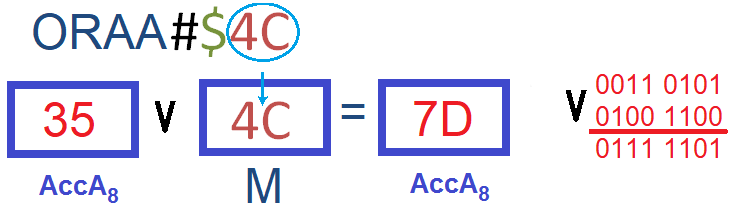 ORAA#$4C
35 ∨ 4C = 7D
AccA₈ M AccA₈
∨ 0011 0101
0100 1100
0111 1101